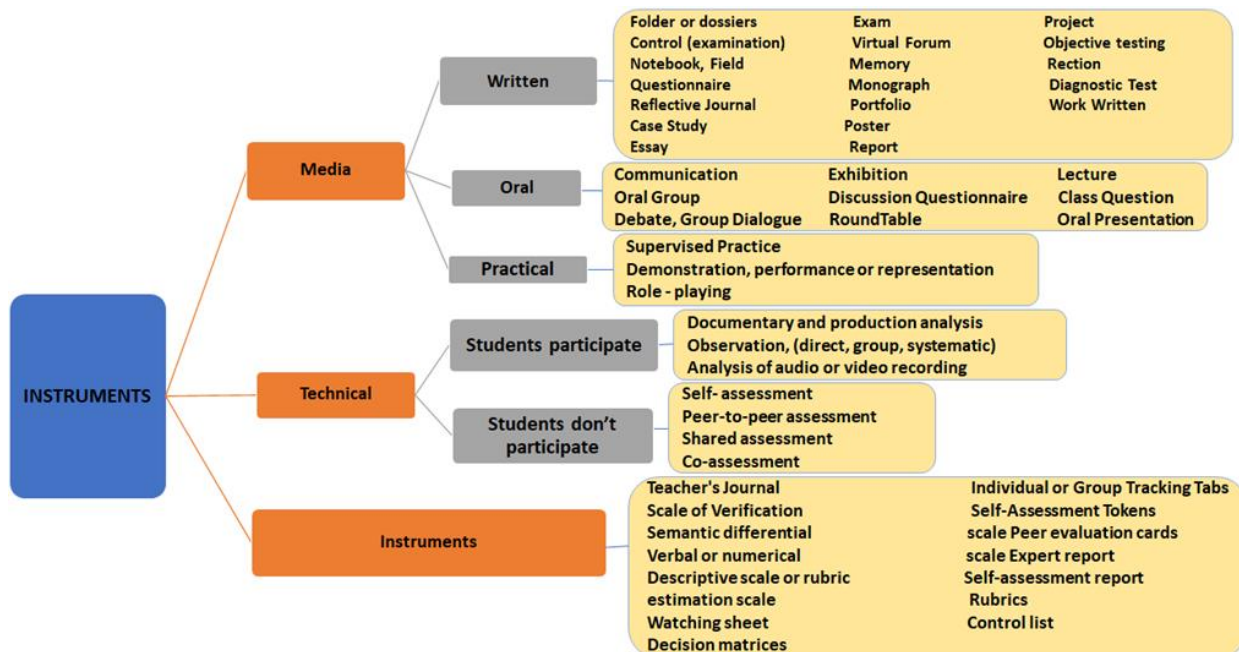 INSTRUMENTS
Media
Written
Folder or dossiers Exam Project
Control (examination) Virtual Forum Objective testing
Notebook, Field Memory Rection
Questionnaire Monograph Diagnostic Test
Reflective Journal Portfolio Work Written
Case Study Poster
Essay Report
Oral
Communication Exhibition Lecture
Oral Group Discussion Questionnaire Class Question
Debate, Group Dialogue RoundTable Oral Presentation
Practical
Supervised Practice
Demonstration, performance or representation
Role - playing
Technical
Students participate
Documentary and production analysis
Observation, (direct, group, systematic)
Analysis of audio or video recording
Students don't
participate
Self- assessment
Peer-to-peer assessment
Shared assessment
Co-assessment
Instruments
Teacher's Journal Individual or Group Tracking Tabs
Scale of Verification Self-Assessment Tokens
Semantic differential scale Peer evaluation cards
Verbal or numerical scale Expert report
Descriptive scale or rubric Self-assessment report
estimation scale Rubrics
Watching sheet Control list
Decision matrices